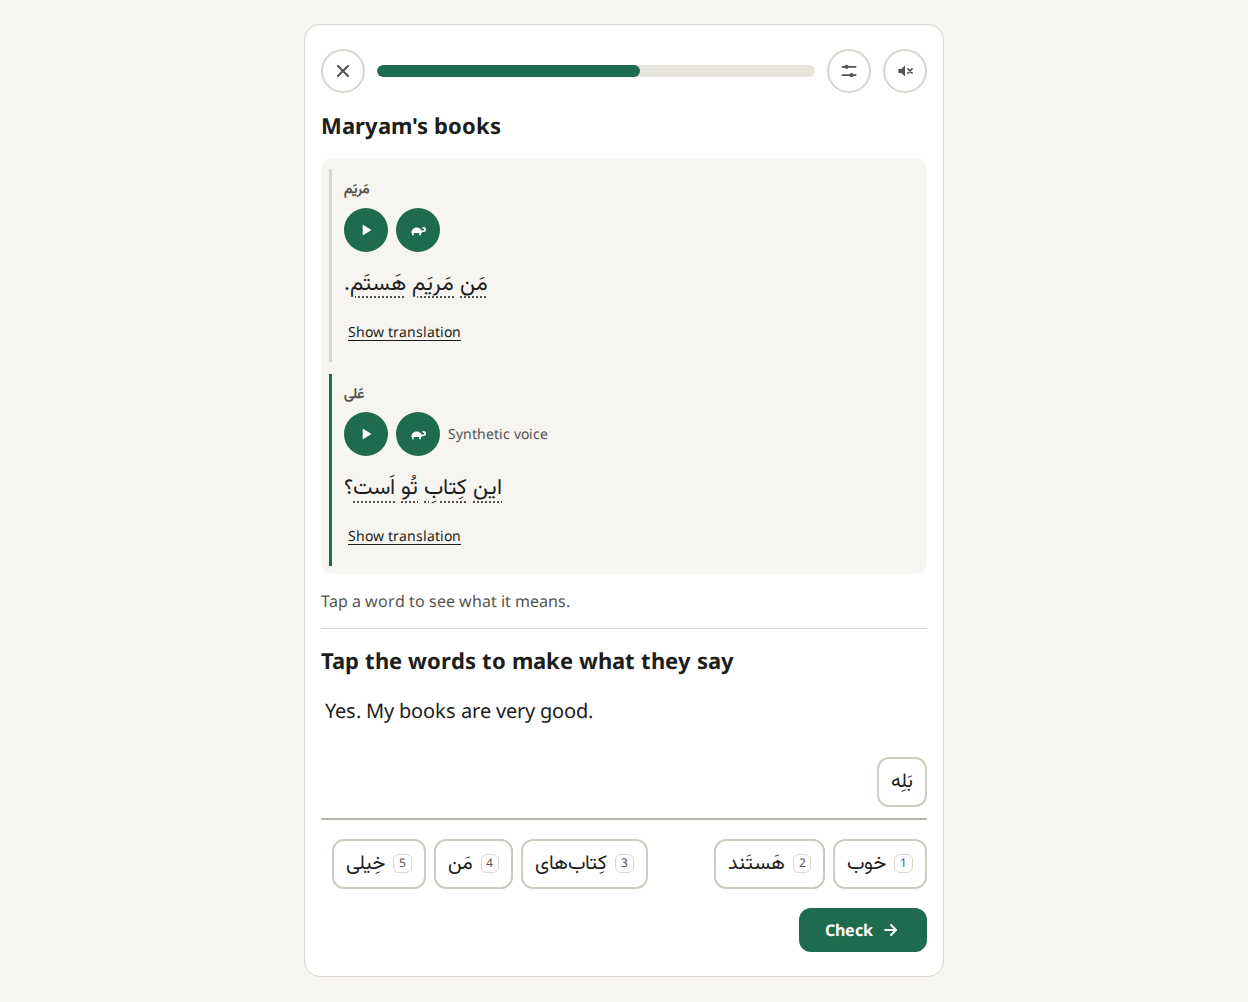 Maryam's books
مَریَم
مَن مَریَم هَستَم.
Show translation
عَلی
Synthetic voice
این کِتابِ تُو اَست؟
Show translation
Tap a word to see what it means.
Tap the words to make what they say
Yes. My books are very good.
بَلِه
1 خوب 2 هَستَند 3 کِتاب‌های 4 مَن 5 خِیلی
Check